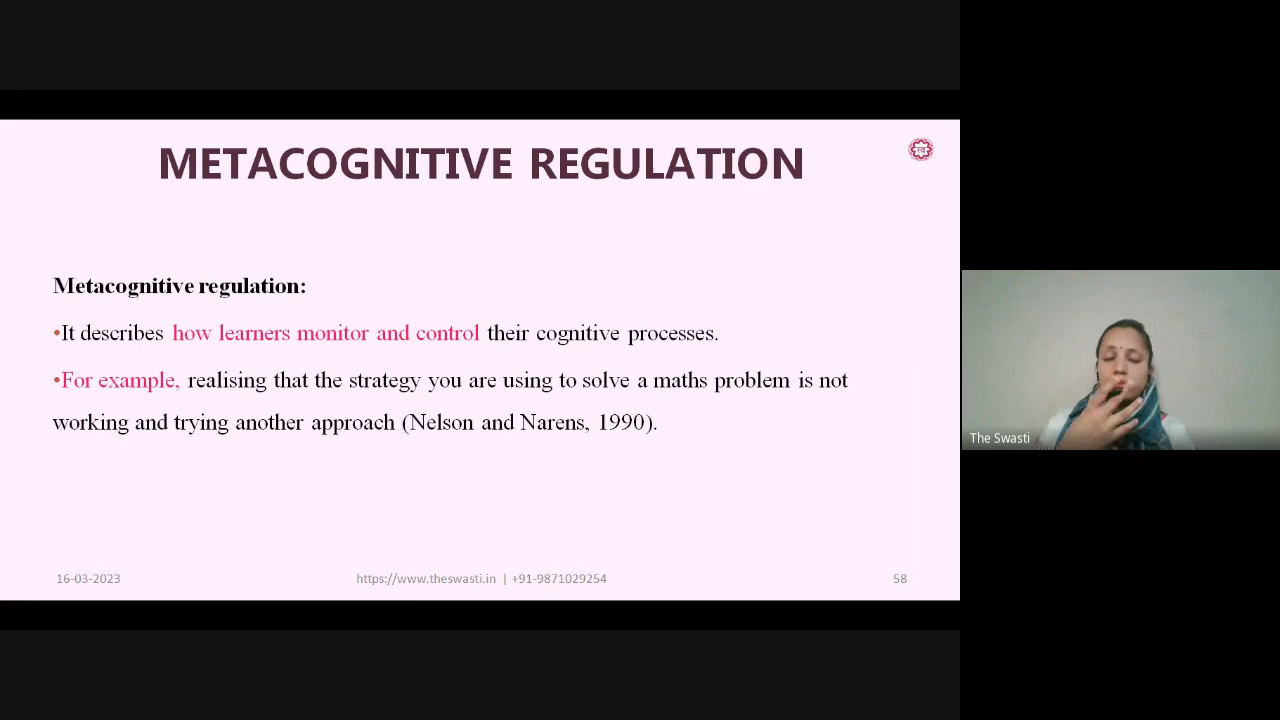 METACOGNITIVE REGULATION
Metacognitive regulation:
•It describes how learners monitor and control their cognitive processes.
•For example, realising that the strategy you are using to solve a maths problem is not
working and trying another approach (Nelson and Narens, 1990).
The Swasti
16-03-2023
https://www.theswasti.in | +91-9871029254
58